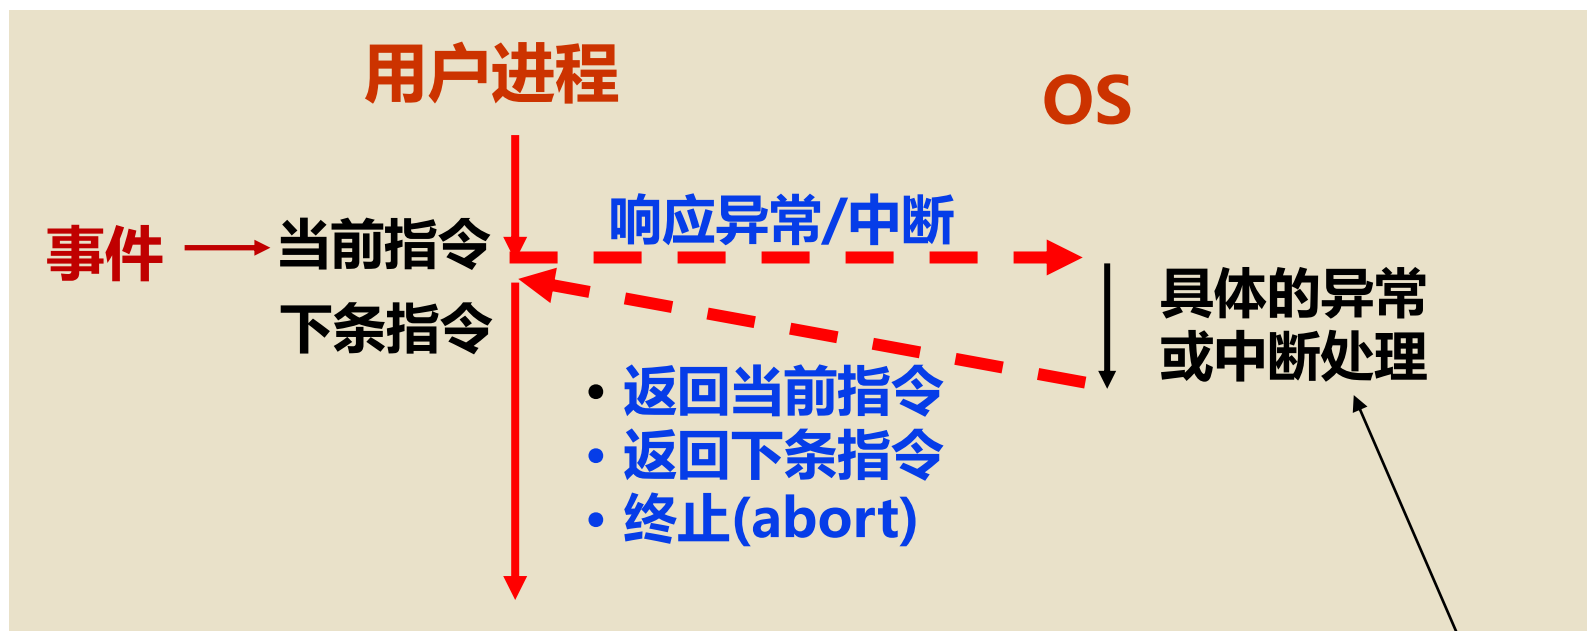 用户进程
OS
响应异常/中断
事件
当前指令
下条指令
具体的异常
或中断处理
• 返回当前指令
• 返回下条指令
• 终止(abort)